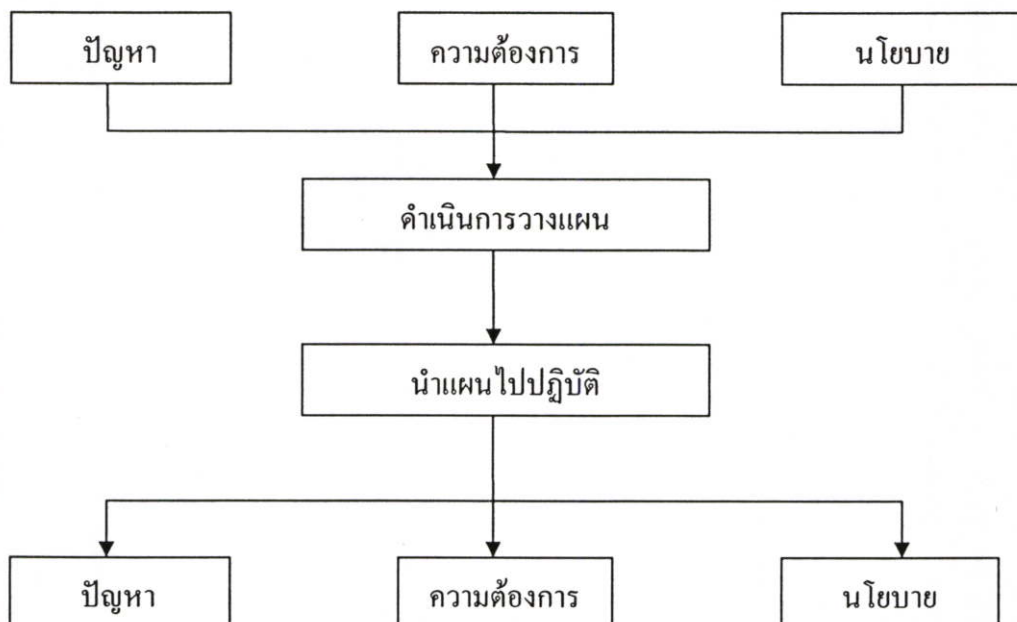 ปัญหา
ความต้องการ
นโยบาย
ดำเนินการวางแผน
นำแผนไปปฏิบัติ
ปัญหา
ความต้องการ
นโยบาย